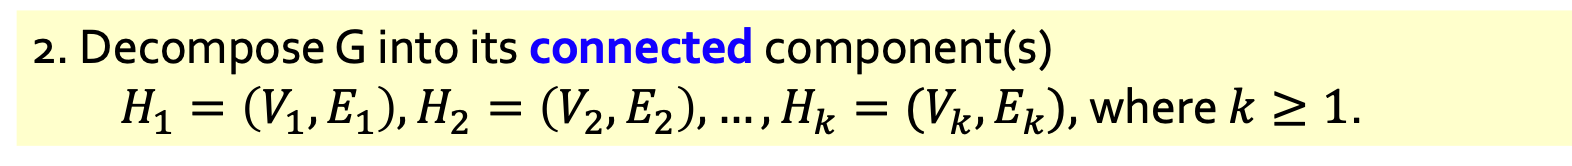 2. Decompose G into its connected component(s)
H₁ = (V₁, E₁), H₂ = (V₂, E₂), ... , Hₖ = (Vₖ, Eₖ), where k ≥ 1.